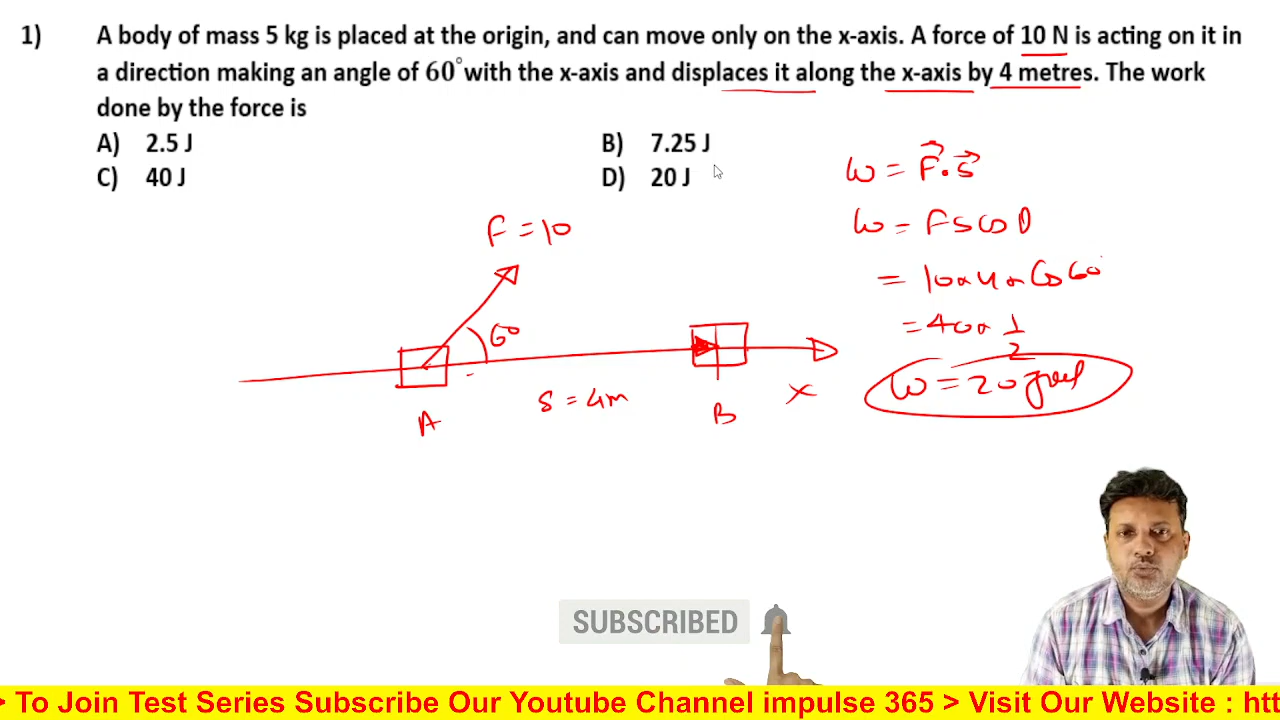 1) A body of mass 5 kg is placed at the origin, and can move only on the x-axis. A force of 10 N is acting on it in
a direction making an angle of 60° with the x-axis and displaces it along the x-axis by 4 metres. The work
done by the force is
A) 2.5 J B) 7.25 J
C) 40 J D) 20 J
W = F⃗.s⃗
W = F s cos θ
= 10 × 4 × Cos 60°
= 40 × 1/2
W = 20 joul
F = 10
60
S = 4m
A
B
X
SUBSCRIBED
> To Join Test Series Subscribe Our Youtube Channel impulse 365 > Visit Our Website : htt